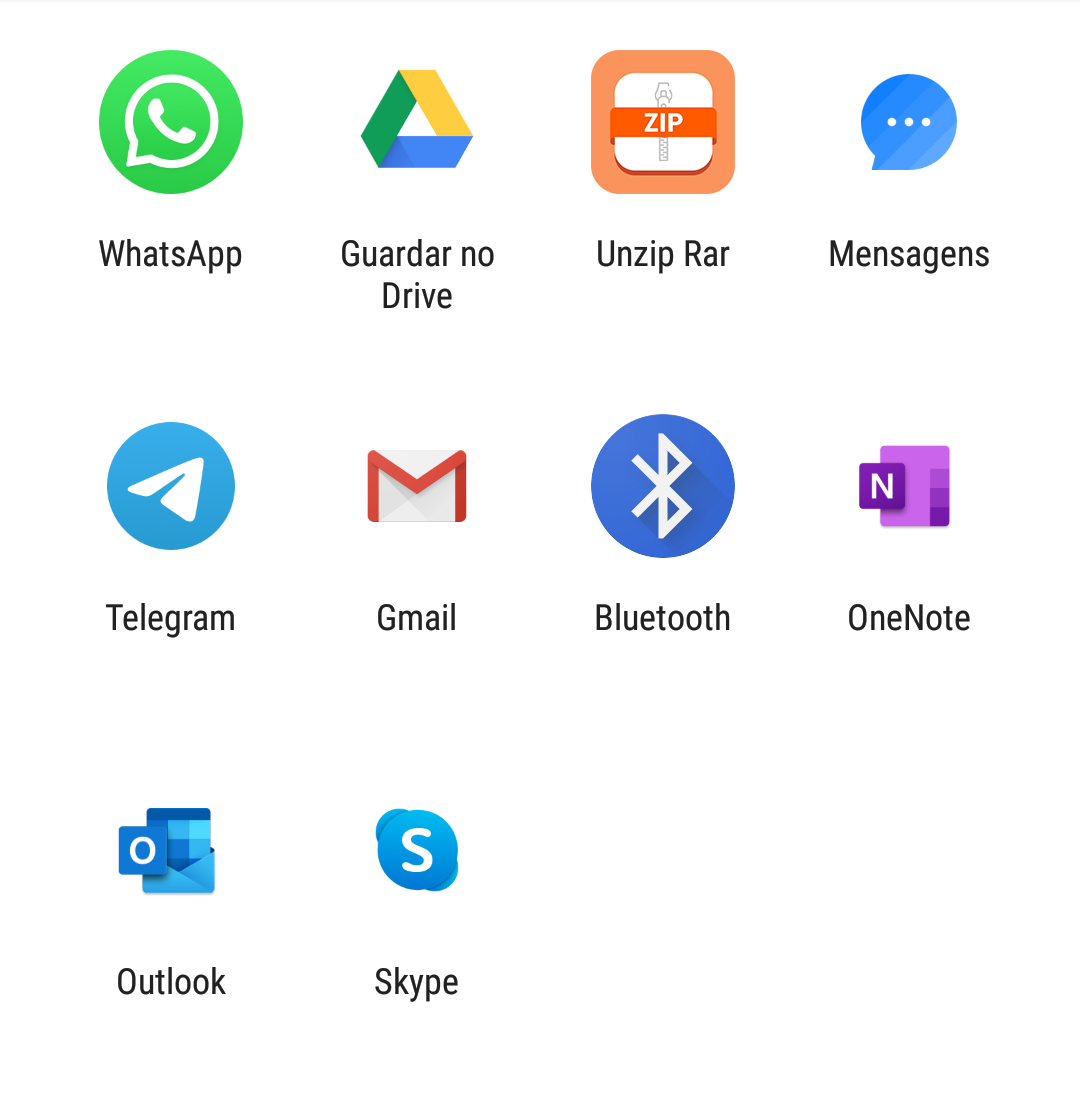 ZIP
WhatsApp
Guardar no
Drive
Unzip Rar
Mensagens
N
Telegram
Gmail
Bluetooth
OneNote
O
S
Outlook
Skype